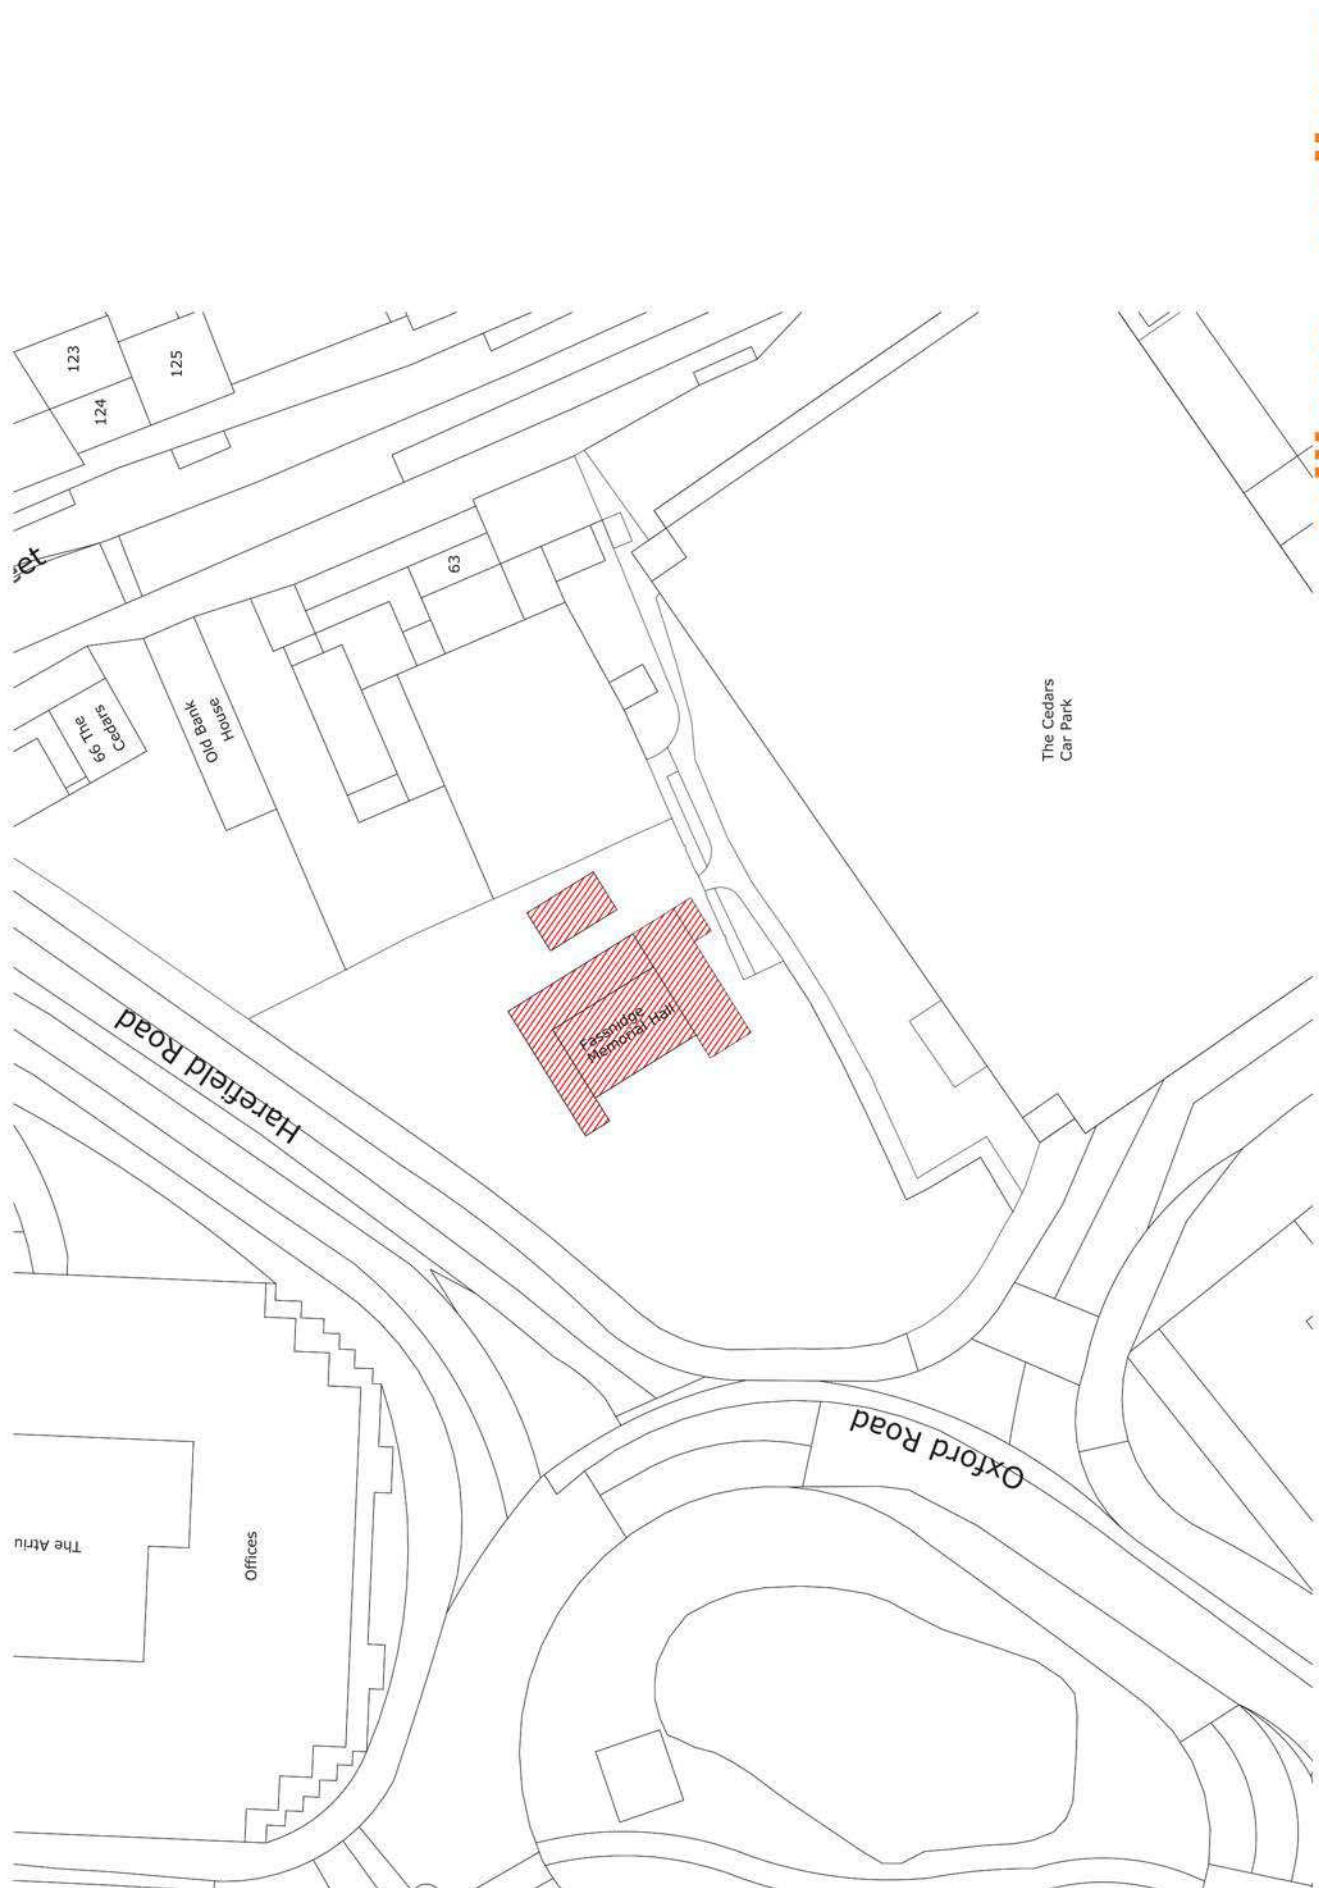 123
125
124
eet
63
66 The
Cedars
Old Bank
House
The Cedars
Car Park
Fassnidge
Memorial Hall
Harefield Road
Oxford Road
The Atriu
Offices